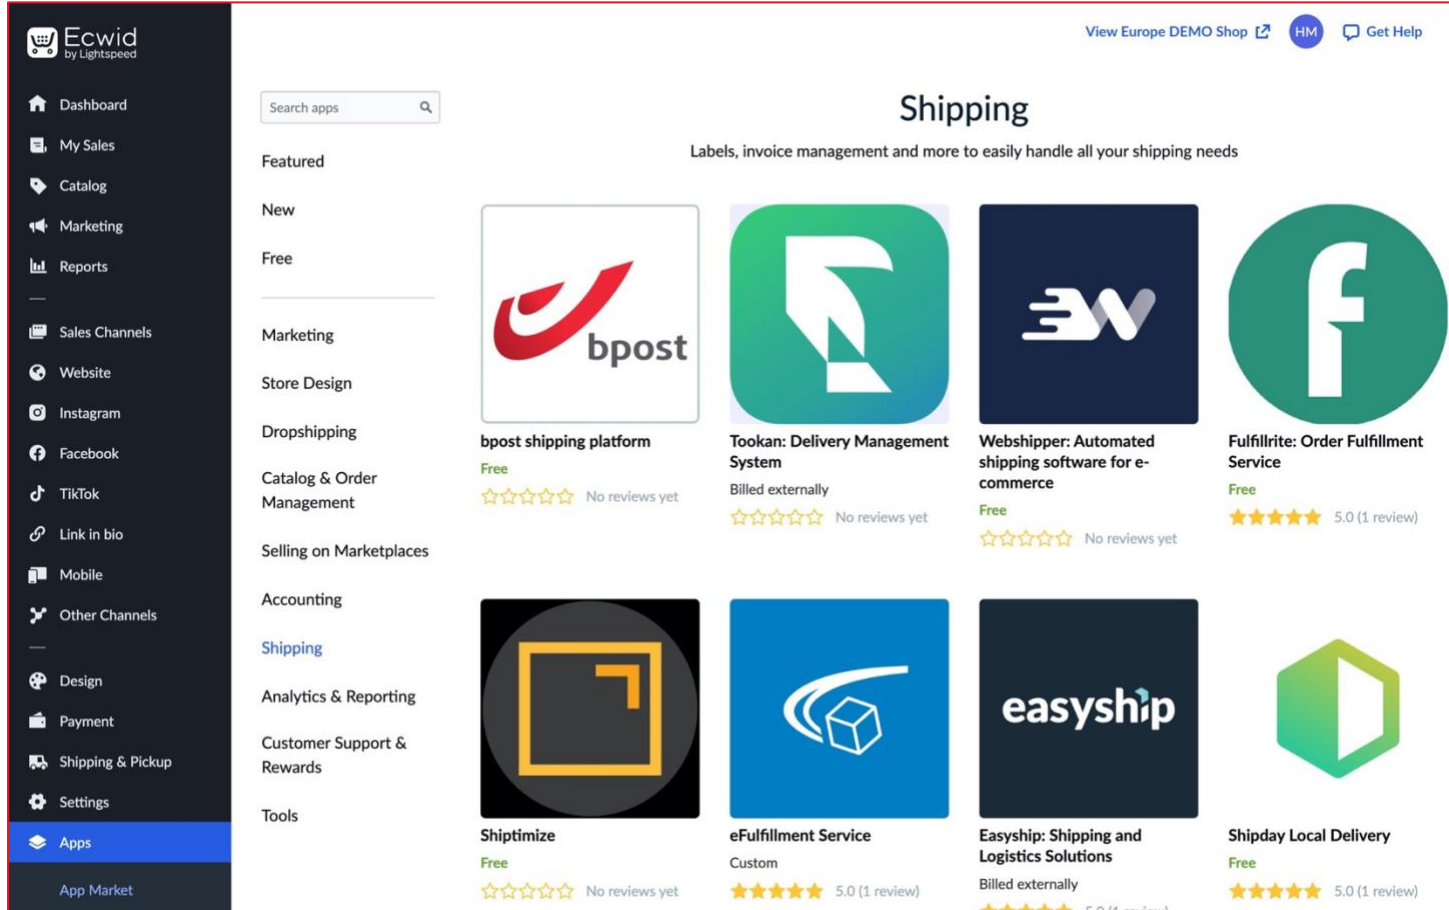 Ecwid
by Lightspeed
View Europe DEMO Shop
HM
Get Help
Dashboard
My Sales
Catalog
Marketing
Reports
Sales Channels
Website
Instagram
Facebook
TikTok
Link in bio
Mobile
Other Channels
Design
Payment
Shipping & Pickup
Settings
Apps
App Market
Search apps
Featured
New
Free
Marketing
Store Design
Dropshipping
Catalog & Order
Management
Selling on Marketplaces
Accounting
Shipping
Analytics & Reporting
Customer Support &
Rewards
Tools
Shipping
Labels, invoice management and more to easily handle all your shipping needs
bpost
bpost shipping platform
Free
No reviews yet
Tookan: Delivery Management
System
Billed externally
No reviews yet
W
Webshipper: Automated
shipping software for e-
commerce
Free
No reviews yet
f
Fulfillrite: Order Fulfillment
Service
Free
5.0 (1 review)
Shiptimize
Free
No reviews yet
eFulfillment Service
Custom
5.0 (1 review)
easyship
Easyship: Shipping and
Logistics Solutions
Billed externally
5.0 (1 review)
Shipday Local Delivery
Free
5.0 (1 review)